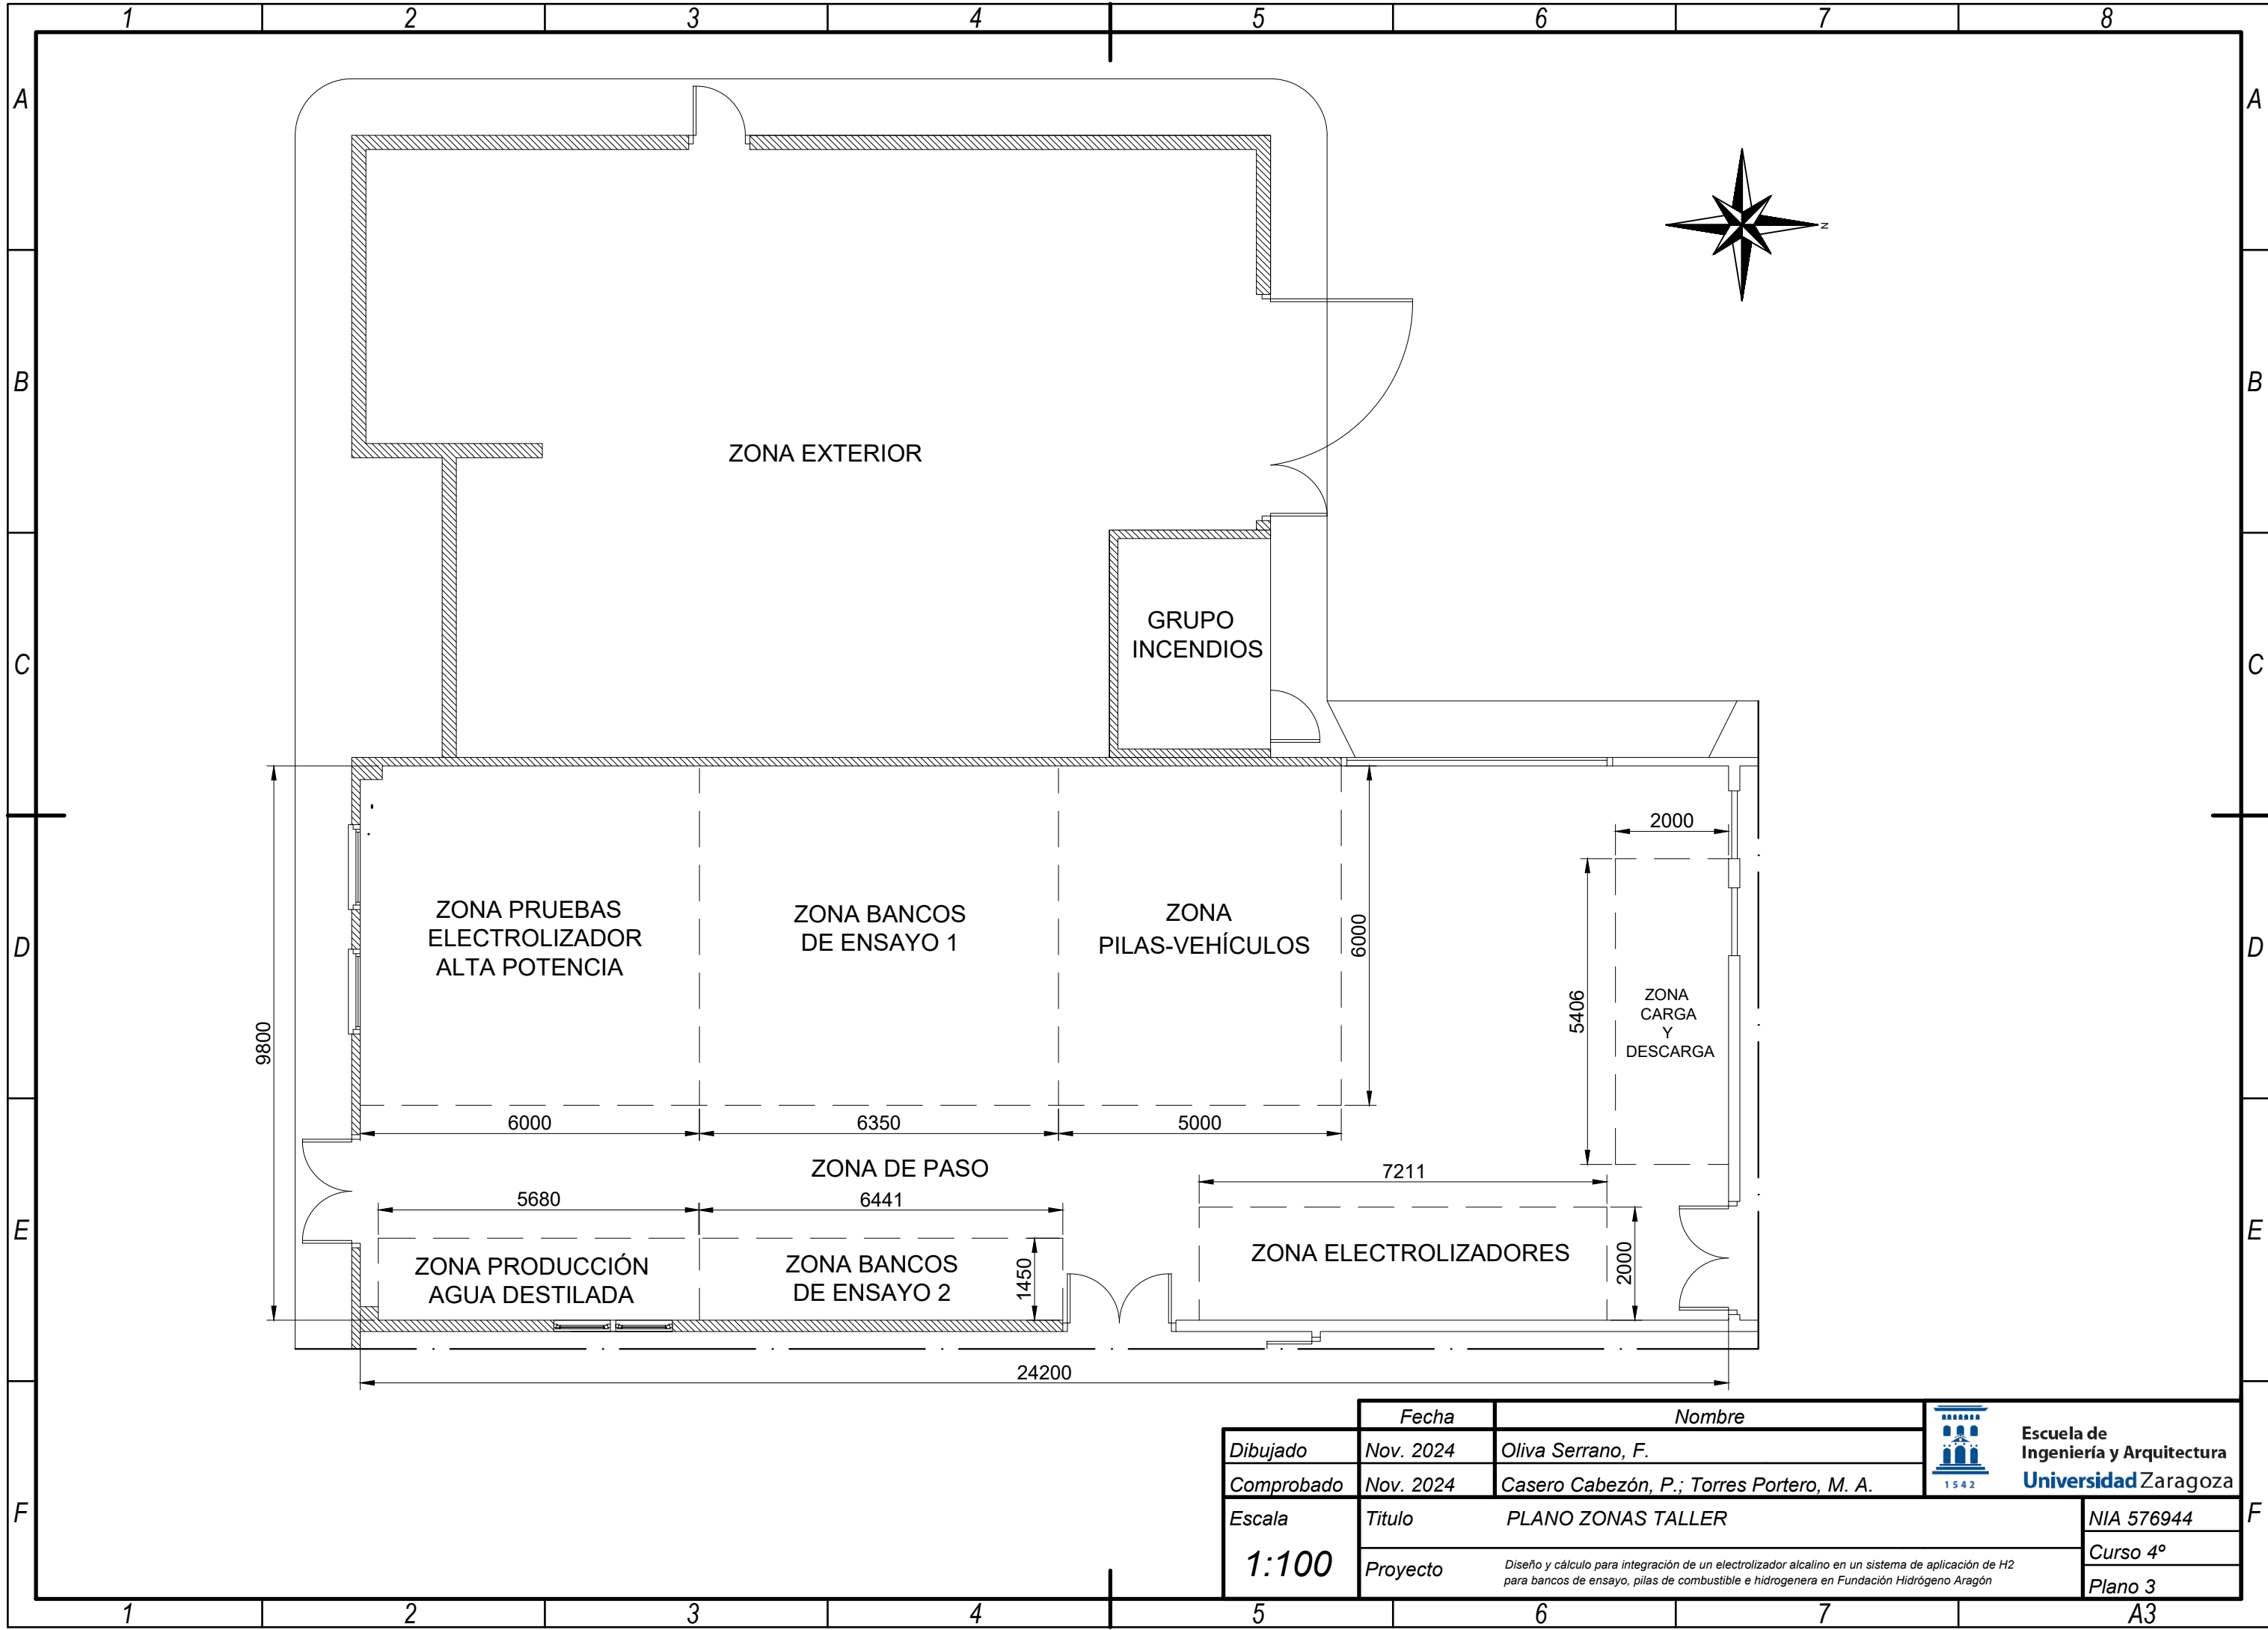 1 2 3 4 5 6 7 8
A A
B B
C C
D D
E E
F F
N
ZONA EXTERIOR
GRUPO
INCENDIOS
2000
ZONA PRUEBAS
ELECTROLIZADOR
ALTA POTENCIA
ZONA BANCOS
DE ENSAYO 1
ZONA
PILAS-VEHÍCULOS
6000
5406
ZONA
CARGA
Y
DESCARGA
9800
6000
6350
5000
ZONA DE PASO
7211
5680
6441
ZONA PRODUCCIÓN
AGUA DESTILADA
ZONA BANCOS
DE ENSAYO 2
1450
ZONA ELECTROLIZADORES
2000
24200
Fecha Nombre
Dibujado Nov. 2024 Oliva Serrano, F.
Comprobado Nov. 2024 Casero Cabezón, P.; Torres Portero, M. A.
1542
Escuela de
Ingeniería y Arquitectura
Universidad Zaragoza
Escala
1:100
Titulo PLANO ZONAS TALLER
Proyecto Diseño y cálculo para integración de un electrolizador alcalino en un sistema de aplicación de H2
para bancos de ensayo, pilas de combustible e hidrogenera en Fundación Hidrógeno Aragón
NIA 576944
Curso 4º
Plano 3
1 2 3 4 5 6 7 A3